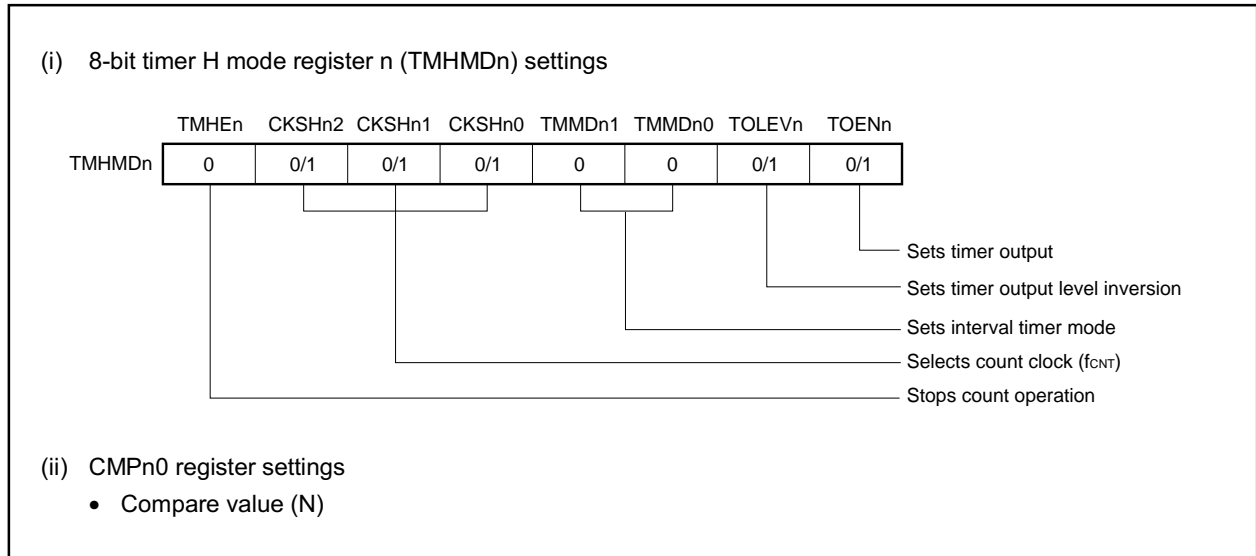 (i) 8-bit timer H mode register n (TMHMDn) settings
TMHEn CKSHn2 CKSHn1 CKSHn0 TMMDn1 TMMDn0 TOLEVn TOENn
TMHMDn 0 0/1 0/1 0/1 0 0 0/1 0/1
Sets timer output
Sets timer output level inversion
Sets interval timer mode
Selects count clock (fCNT)
Stops count operation
(ii) CMPn0 register settings
• Compare value (N)